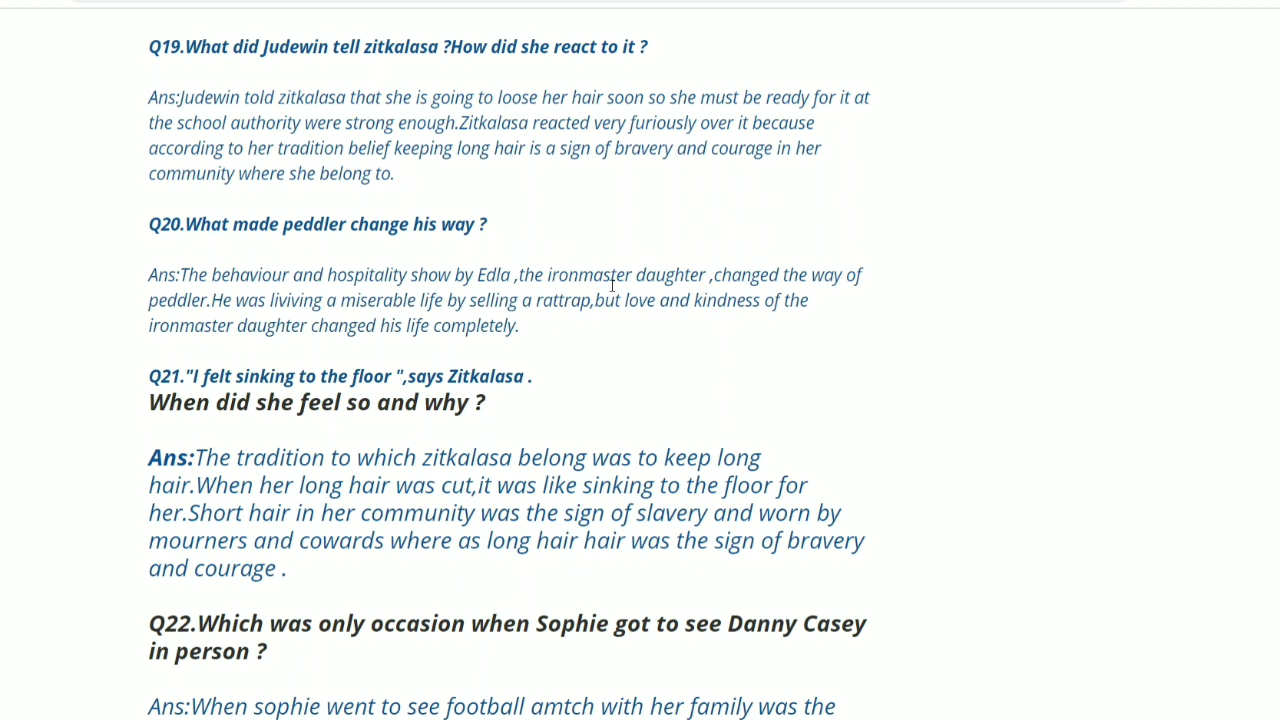 Q19.What did Judewin tell zitkalasa ?How did she react to it ?
Ans:Judewin told zitkalasa that she is going to loose her hair soon so she must be ready for it at
the school authority were strong enough.Zitkalasa reacted very furiously over it because
according to her tradition belief keeping long hair is a sign of bravery and courage in her
community where she belong to.
Q20.What made peddler change his way ?
Ans:The behaviour and hospitality show by Edla ,the ironmaster daughter ,changed the way of
peddler.He was liviving a miserable life by selling a rattrap,but love and kindness of the
ironmaster daughter changed his life completely.
Q21."I felt sinking to the floor ",says Zitkalasa .
When did she feel so and why ?
Ans:The tradition to which zitkalasa belong was to keep long
hair.When her long hair was cut,it was like sinking to the floor for
her.Short hair in her community was the sign of slavery and worn by
mourners and cowards where as long hair hair was the sign of bravery
and courage .
Q22.Which was only occasion when Sophie got to see Danny Casey
in person ?
Ans:When sophie went to see football amtch with her family was the